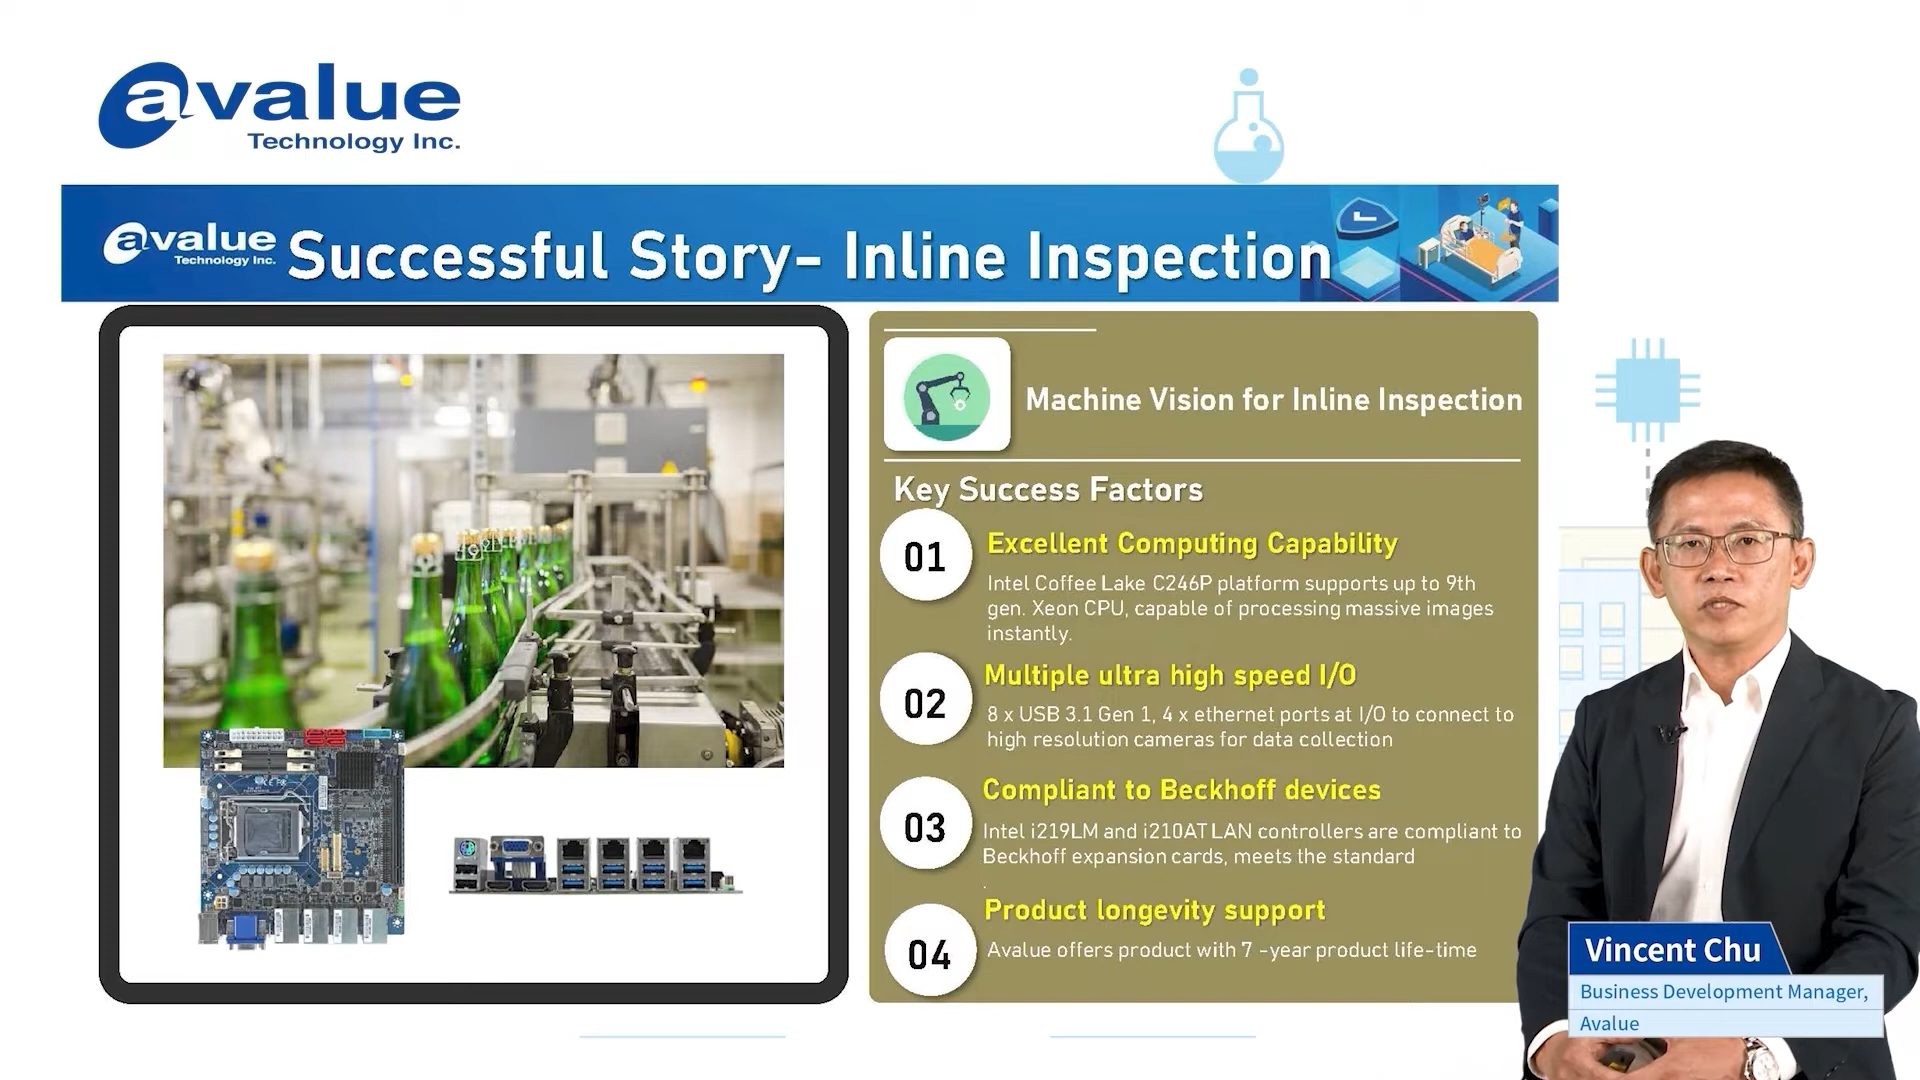 avalue
Technology Inc.
avalue
Technology Inc.
Successful Story- Inline Inspection
Machine Vision for Inline Inspection
Key Success Factors
01
Excellent Computing Capability
Intel Coffee Lake C246P platform supports up to 9th
gen. Xeon CPU, capable of processing massive images
instantly.
02
Multiple ultra high speed I/O
8 x USB 3.1 Gen 1, 4 x ethernet ports at I/O to connect to
high resolution cameras for data collection
03
Compliant to Beckhoff devices
Intel i219LM and i210AT LAN controllers are compliant to
Beckhoff expansion cards, meets the standard
.
04
Product longevity support
Avalue offers product with 7 -year product life-time
Vincent Chu
Business Development Manager,
Avalue